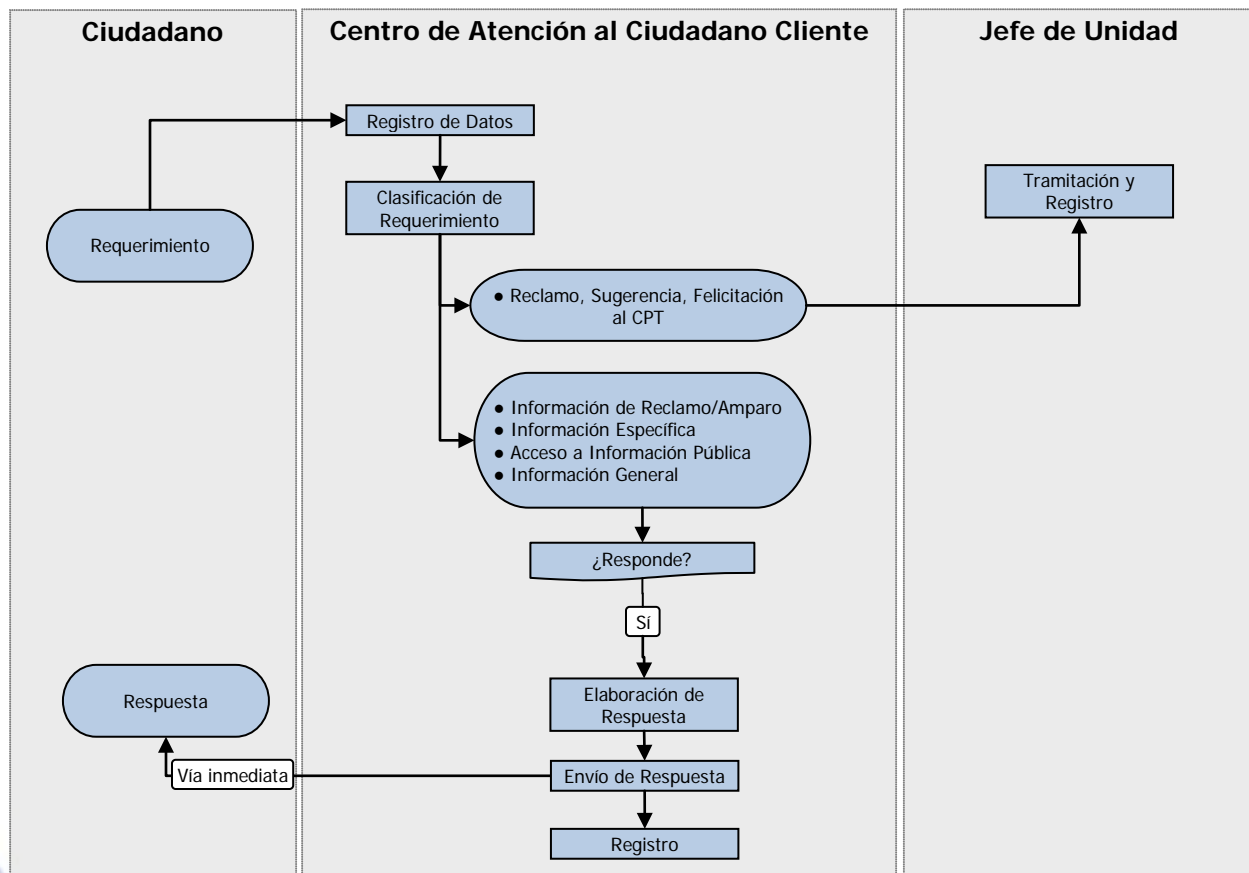 Ciudadano
Centro de Atención al Ciudadano Cliente
Jefe de Unidad
Registro de Datos
Clasificación de
Requerimiento
Tramitación y
Registro
Requerimiento
● Reclamo, Sugerencia, Felicitación
al CPT
● Información de Reclamo/Amparo
● Información Específica
● Acceso a Información Pública
● Información General
¿Responde?
Sí
Elaboración de
Respuesta
Respuesta
Vía inmediata
Envío de Respuesta
Registro